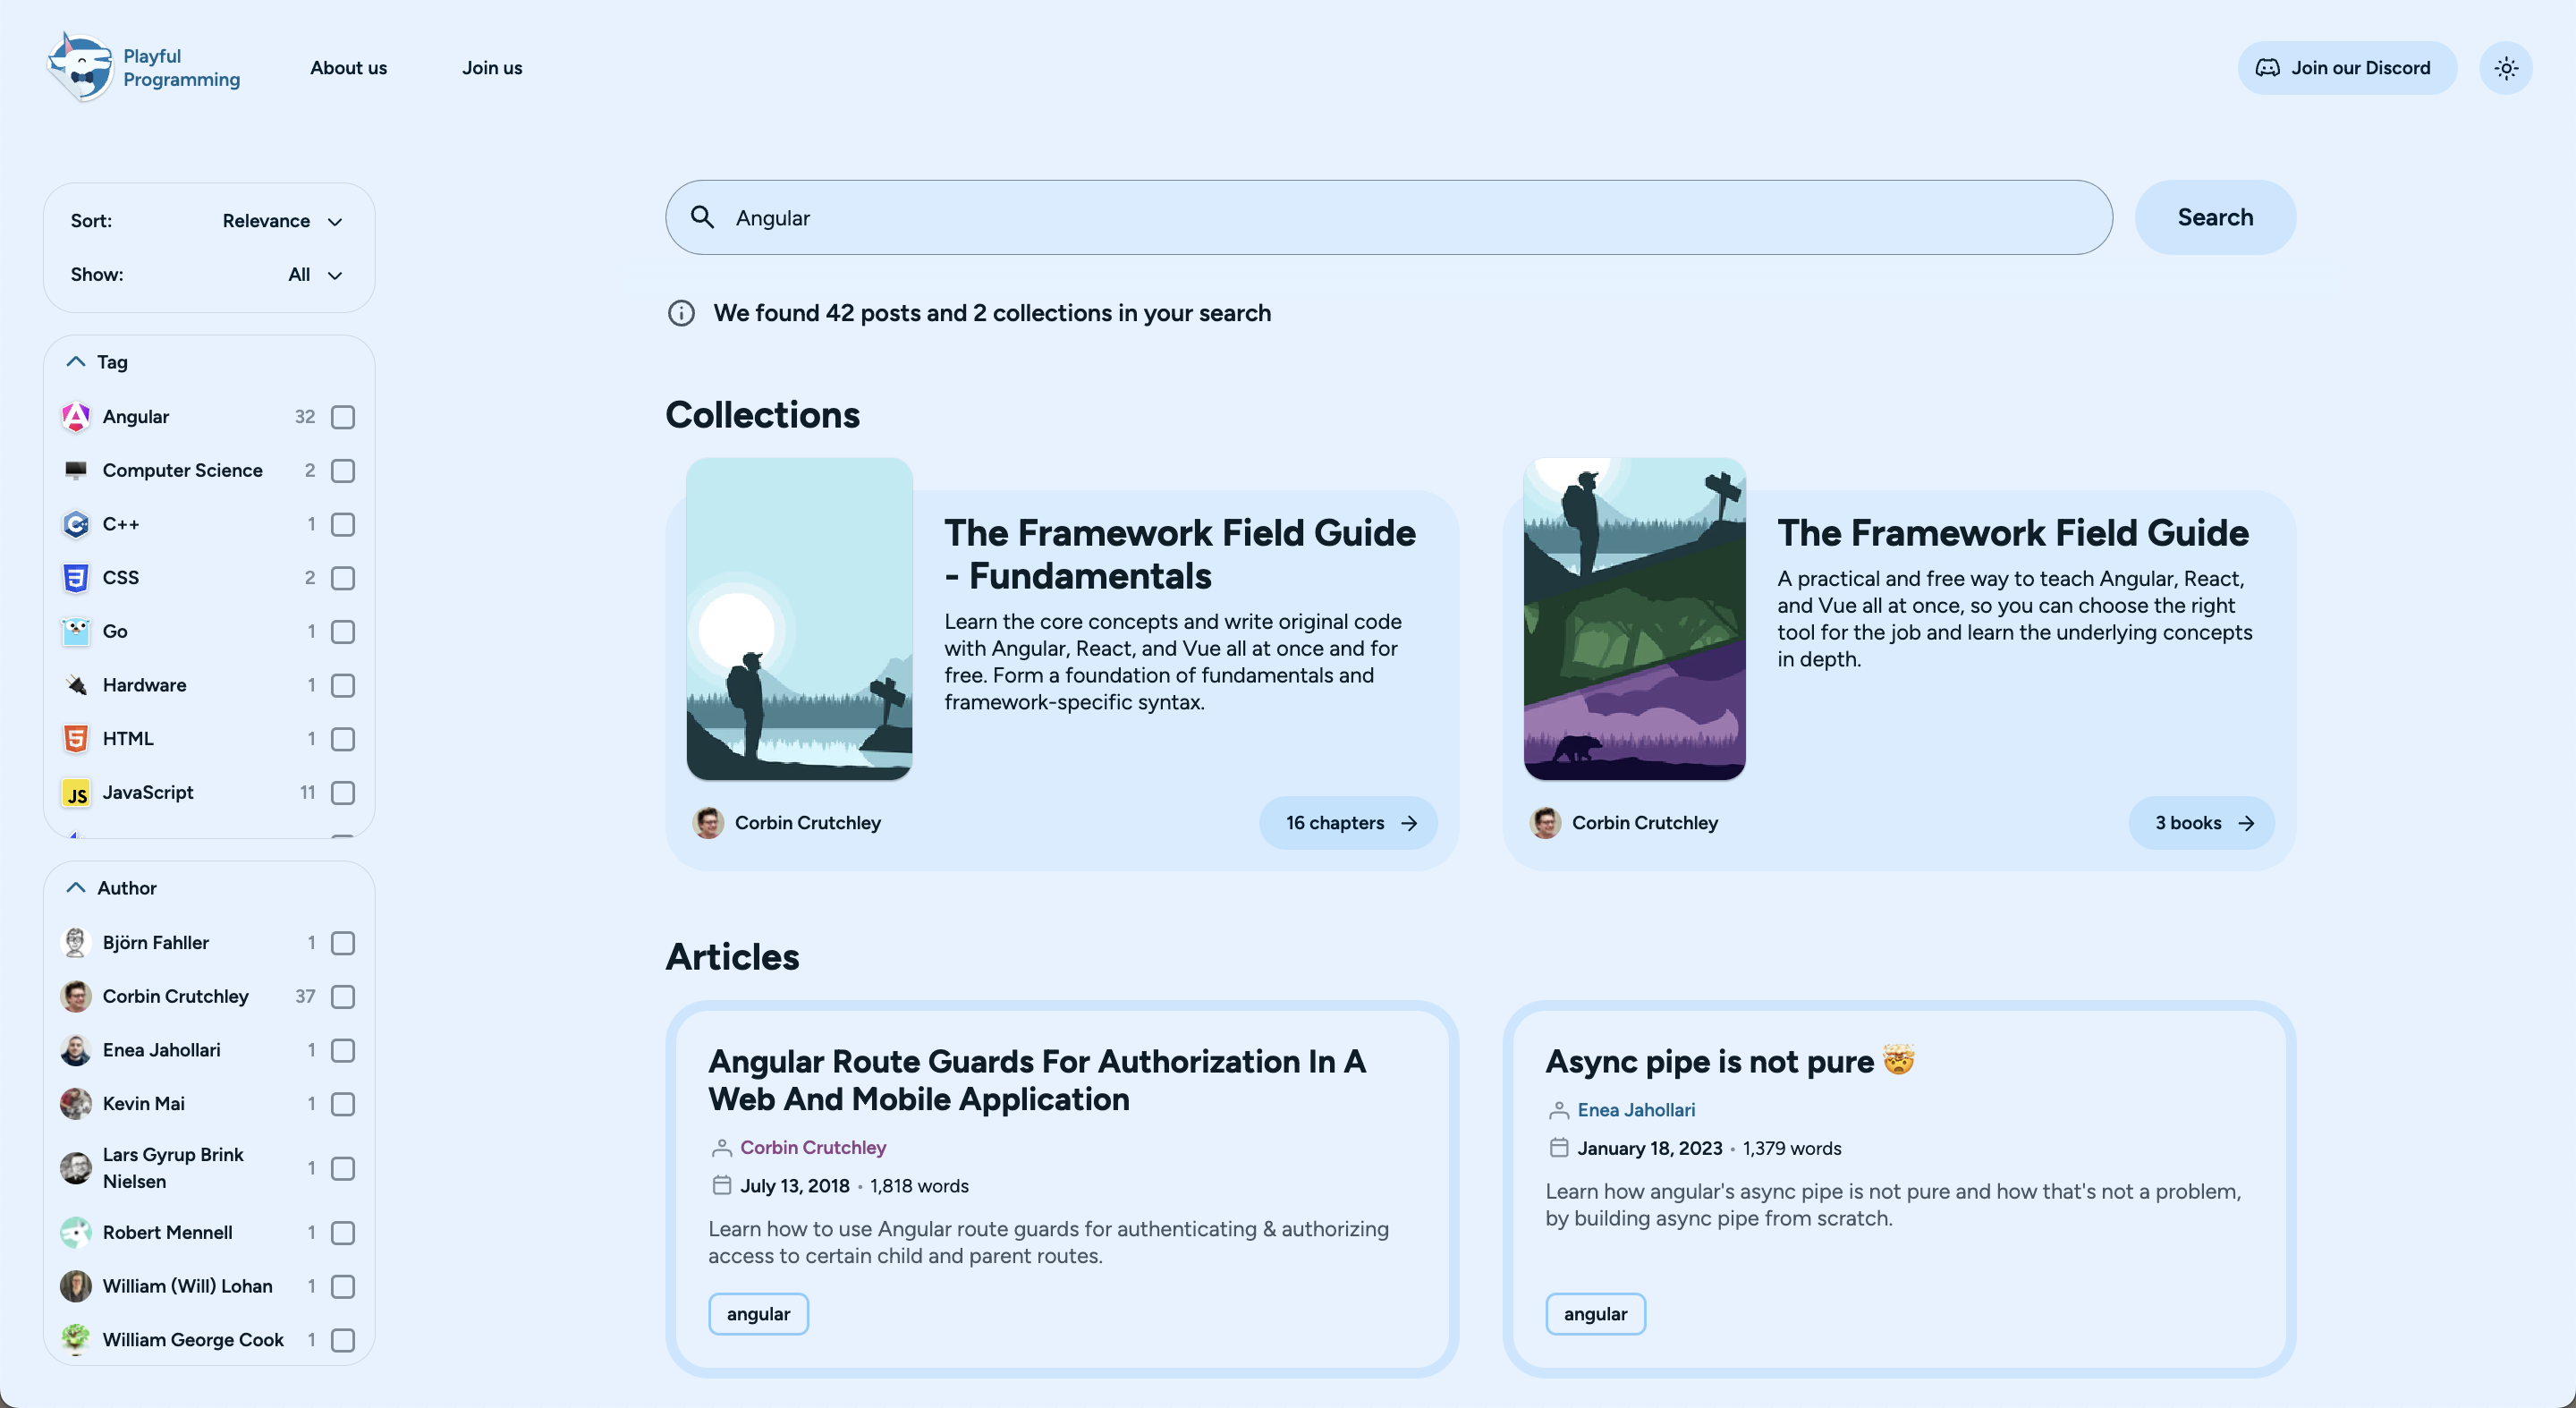 Playful
Programming
About us
Join us
Join our Discord
Sort:
Relevance
Show:
All
Tag
Angular 32
Computer Science 2
C++ 1
CSS 2
Go 1
Hardware 1
HTML 1
JS JavaScript 11
Author
Björn Fahller 1
Corbin Crutchley 37
Enea Jahollari 1
Kevin Mai 1
Lars Gyrup Brink
Nielsen 1
Robert Mennell 1
William (Will) Lohan 1
William George Cook 1
Angular
Search
We found 42 posts and 2 collections in your search
Collections
The Framework Field Guide
- Fundamentals
Learn the core concepts and write original code
with Angular, React, and Vue all at once and for
free. Form a foundation of fundamentals and
framework-specific syntax.
Corbin Crutchley
16 chapters
The Framework Field Guide
A practical and free way to teach Angular, React,
and Vue all at once, so you can choose the right
tool for the job and learn the underlying concepts
in depth.
Corbin Crutchley
3 books
Articles
Angular Route Guards For Authorization In A
Web And Mobile Application
Corbin Crutchley
July 13, 2018 • 1,818 words
Learn how to use Angular route guards for authenticating & authorizing
access to certain child and parent routes.
angular
Async pipe is not pure 🤯
Enea Jahollari
January 18, 2023 • 1,379 words
Learn how angular's async pipe is not pure and how that's not a problem,
by building async pipe from scratch.
angular